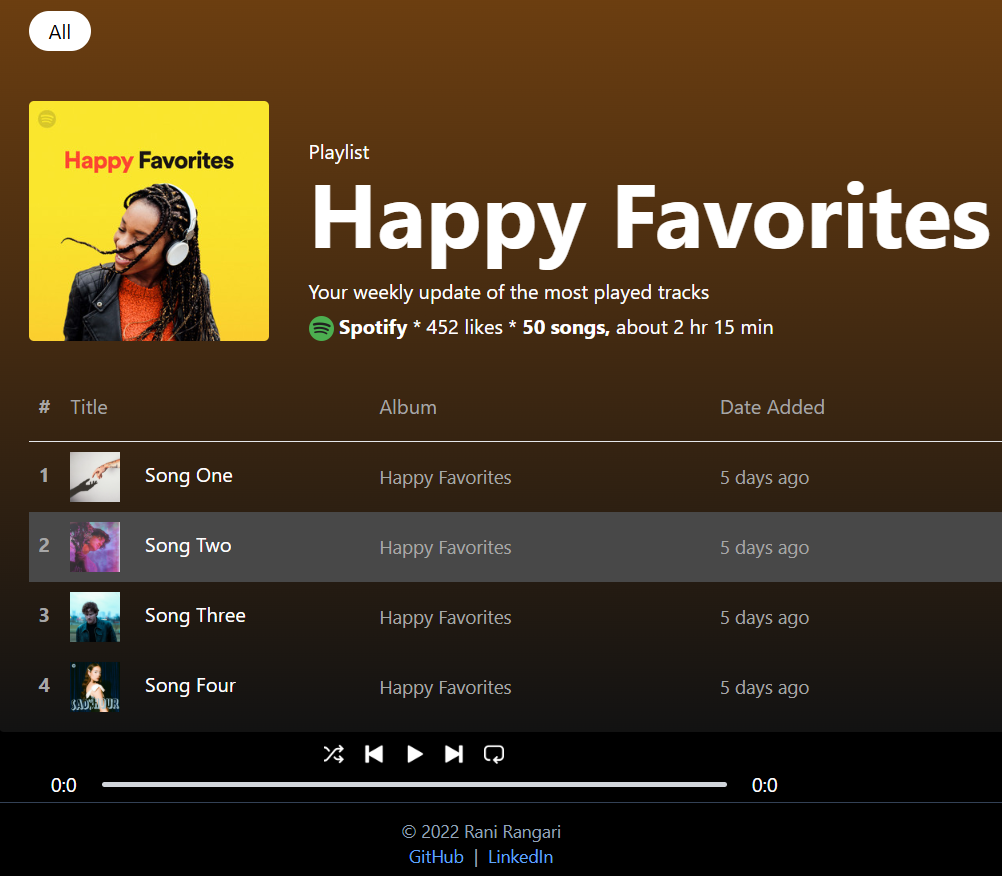 All
Happy Favorites
Playlist
Happy Favorites
Your weekly update of the most played tracks
Spotify * 452 likes * 50 songs, about 2 hr 15 min
# Title Album Date Added
1 Song One Happy Favorites 5 days ago
2 Song Two Happy Favorites 5 days ago
3 Song Three Happy Favorites 5 days ago
4 Song Four Happy Favorites 5 days ago
SAD HOUR
0:0 0:0
© 2022 Rani Rangari
GitHub | LinkedIn